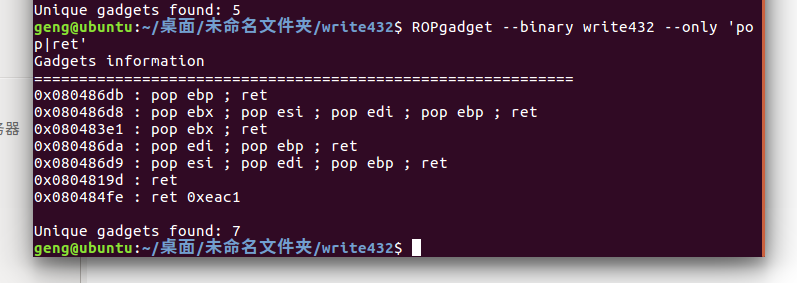 Unique gadgets found: 5
geng@ubuntu:~/桌面/未命名文件夹/write432$ ROPgadget --binary write432 --only 'po
p|ret'
Gadgets information
============================================================
0x080486db : pop ebp ; ret
0x080486d8 : pop ebx ; pop esi ; pop edi ; pop ebp ; ret
0x080483e1 : pop ebx ; ret
0x080486da : pop edi ; pop ebp ; ret
0x080486d9 : pop esi ; pop edi ; pop ebp ; ret
0x0804819d : ret
0x080484fe : ret 0xeac1
Unique gadgets found: 7
geng@ubuntu:~/桌面/未命名文件夹/write432$
务器